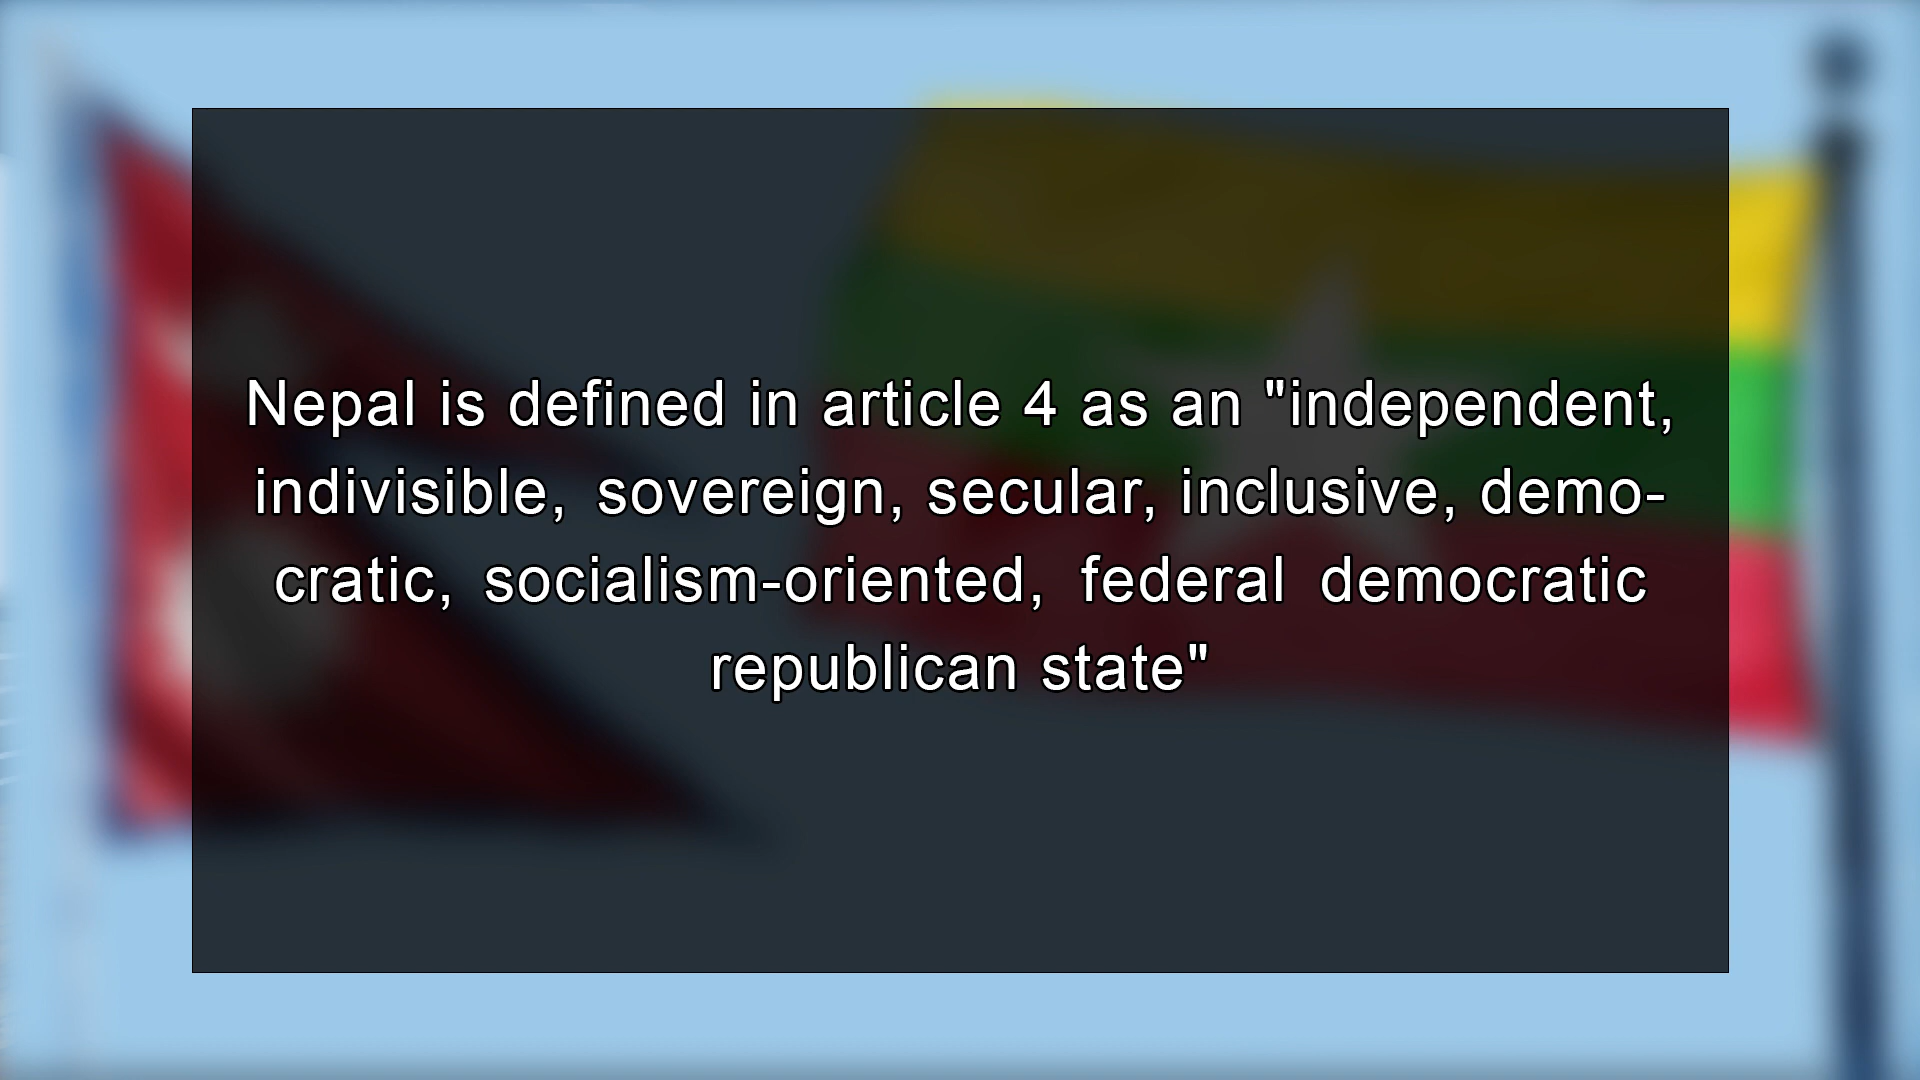 Nepal is defined in article 4 as an "independent,
indivisible, sovereign, secular, inclusive, demo-
cratic, socialism-oriented, federal democratic
republican state"